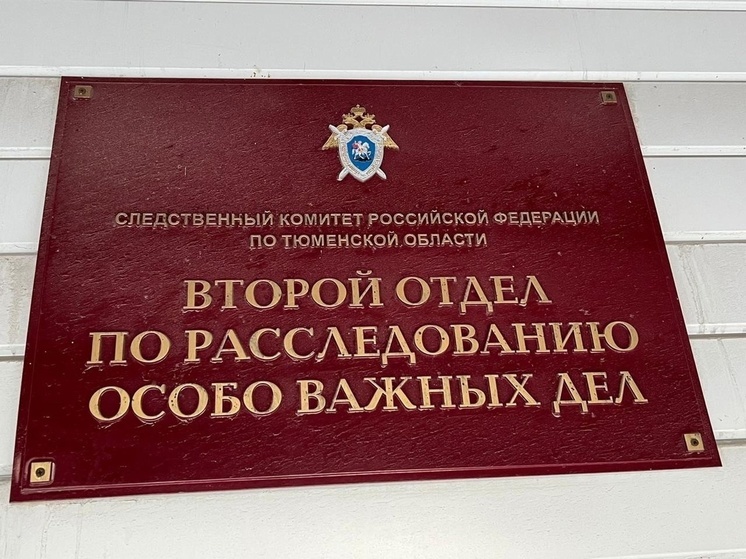 СЛЕДСТВЕННЫЙ КОМИТЕТ РОССИЙСКОЙ ФЕДЕРАЦИИ
ПО ТЮМЕНСКОЙ ОБЛАСТИ
ВТОРОЙ ОТДЕЛ
ПО РАССЛЕДОВАНИЮ
ОСОБО ВАЖНЫХ ДЕЛ